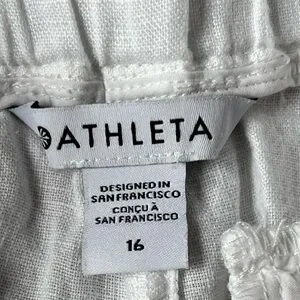 ATHLETA
DESIGNED IN
SAN FRANCISCO
CONÇU À
SAN FRANCISCO
16